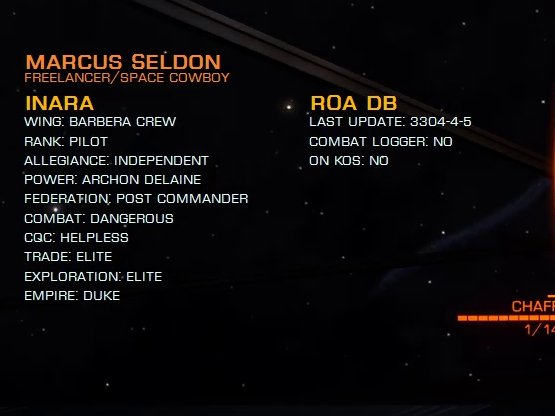 MARCUS SELDON
FREELANCER/SPACE COWBOY
INARA
WING: BARBERA CREW
RANK: PILOT
ALLEGIANCE: INDEPENDENT
POWER: ARCHON DELAINE
FEDERATION: POST COMMANDER
COMBAT: DANGEROUS
CQC: HELPLESS
TRADE: ELITE
EXPLORATION: ELITE
EMPIRE: DUKE
ROA DB
LAST UPDATE: 3304-4-5
COMBAT LOGGER: NO
ON KOS: NO
CHAFF
1/14